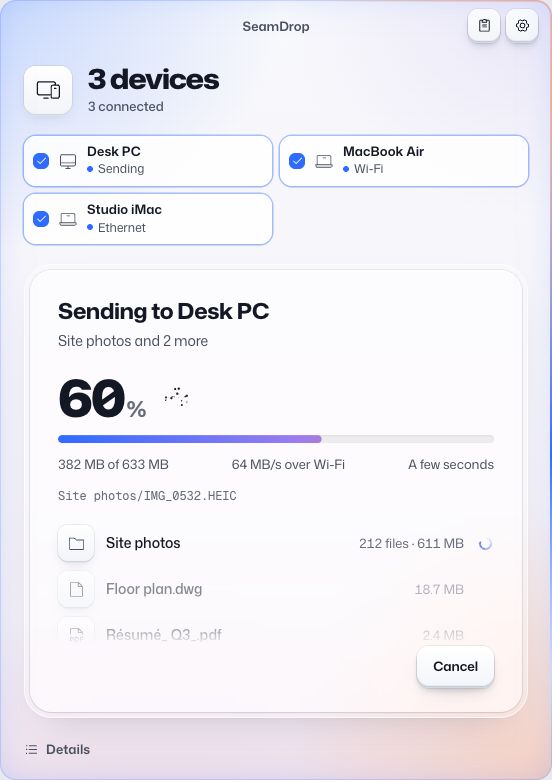 SeamDrop
3 devices
3 connected
Desk PC
Sending
MacBook Air
Wi-Fi
Studio iMac
Ethernet
Sending to Desk PC
Site photos and 2 more
60%
382 MB of 633 MB
64 MB/s over Wi-Fi
A few seconds
Site photos/IMG_0532.HEIC
Site photos
212 files · 611 MB
Floor plan.dwg
18.7 MB
Résumé_ Q3_.pdf
2.4 MB
Cancel
Details